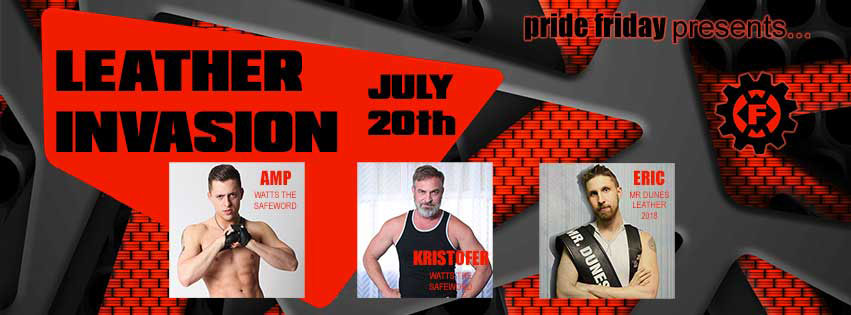 pride friday presents...
LEATHER
INVASION
JULY
20th
F
AMP
WATTS THE
SAFEWORD
KRISTOFER
WATTS THE
SAFEWORD
ERIC
MR DUNES
LEATHER
2018
MR. DUNES